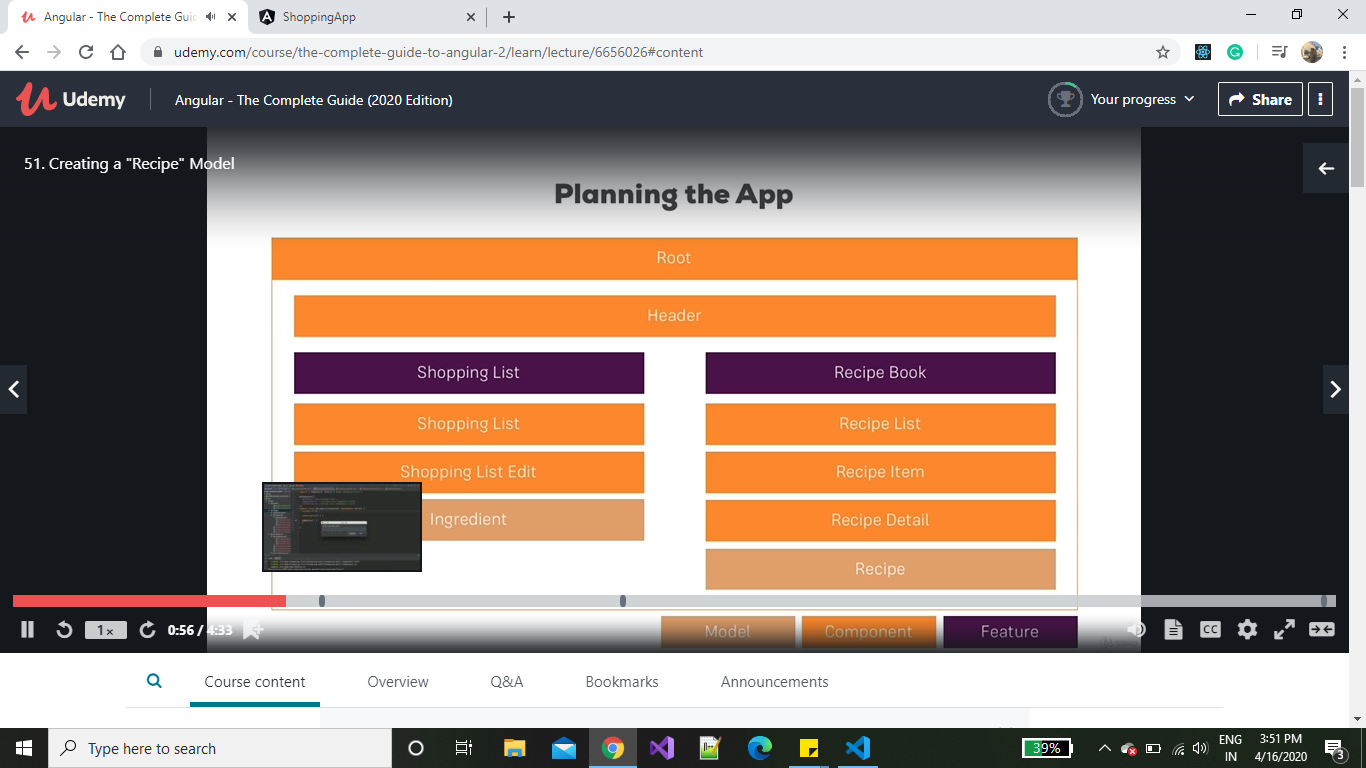 Angular - The Complete Guid
ShoppingApp
udemy.com/course/the-complete-guide-to-angular-2/learn/lecture/6656026#content
Udemy
Angular - The Complete Guide (2020 Edition)
Your progress
Share
51. Creating a "Recipe" Model
Planning the App
Root
Header
Shopping List
Recipe Book
Shopping List
Recipe List
Shopping List Edit
Recipe Item
Ingredient
Recipe Detail
Recipe
1x
0:56 / 4:33
Model
Component
Feature
CC
Course content
Overview
Q&A
Bookmarks
Announcements
Type here to search
39%
ENG
IN
3:51 PM
4/16/2020
3